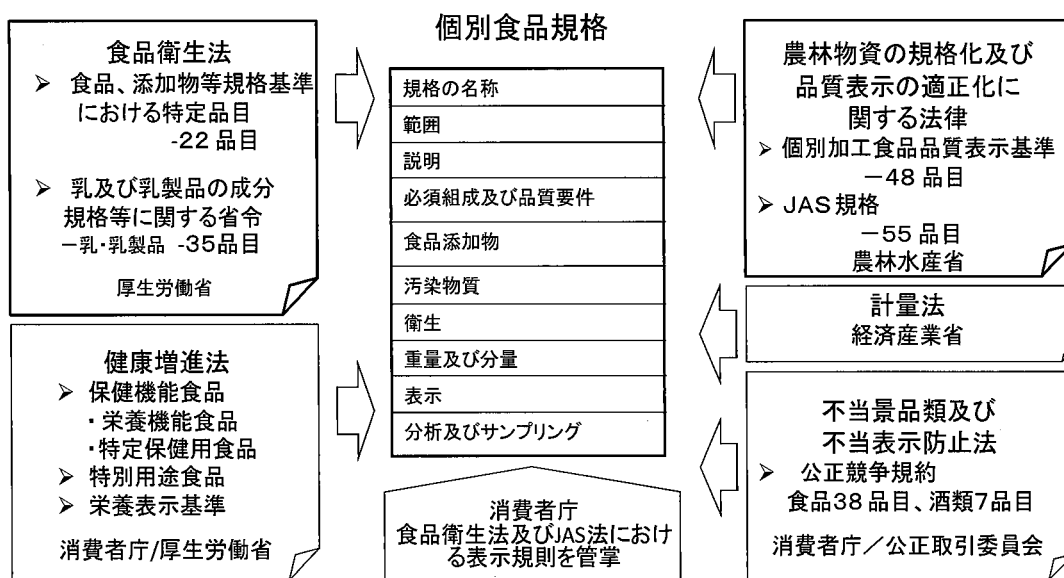 個別食品規格
食品衛生法
➢ 食品、添加物等規格基準
における特定品目
-22 品目
➢ 乳及び乳製品の成分
規格等に関する省令
－乳・乳製品 -35品目
厚生労働省
健康増進法
➢ 保健機能食品
・栄養機能食品
・特定保健用食品
➢ 特別用途食品
➢ 栄養表示基準
消費者庁/厚生労働省
規格の名称
範囲
説明
必須組成及び品質要件
食品添加物
汚染物質
衛生
重量及び分量
表示
分析及びサンプリング
消費者庁
食品衛生法及びJAS法におけ
る表示規則を管掌
農林物資の規格化及び
品質表示の適正化に
関する法律
➢ 個別加工食品品質表示基準
－48 品目
➢ JAS 規格
－55 品目
農林水産省
計量法
経済産業省
不当景品類及び
不当表示防止法
➢ 公正競争規約
食品38 品目、酒類7品目
消費者庁／公正取引委員会